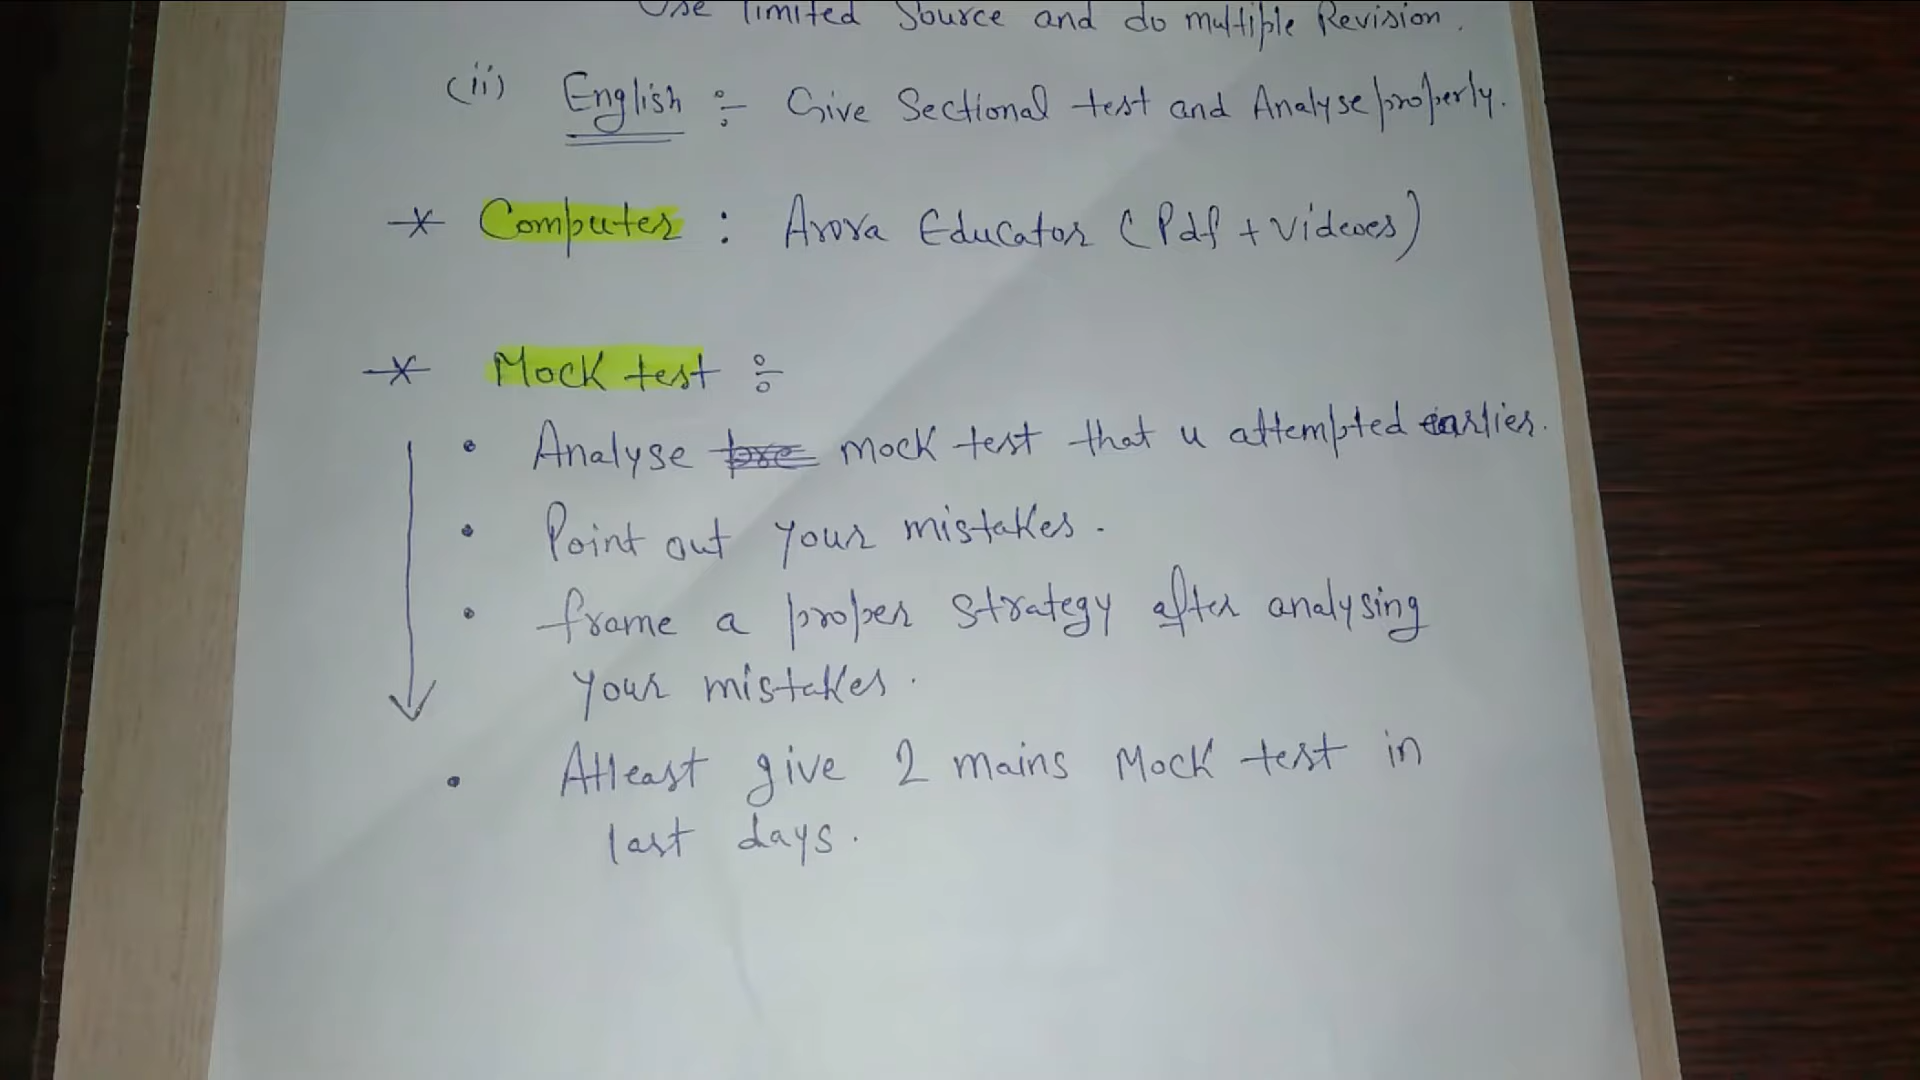 Use limited Source and do multiple Revision.
(ii) English :- Give Sectional test and Analyse properly.
* Computer : Arora Educator (Pdf + Videoes)
* Mock test :-
• Analyse mock test that u attempted earlier.
• Point out your mistakes.
• frame a proper strategy after analysing
your mistakes.
• Atleast give 2 mains Mock test in
last days.